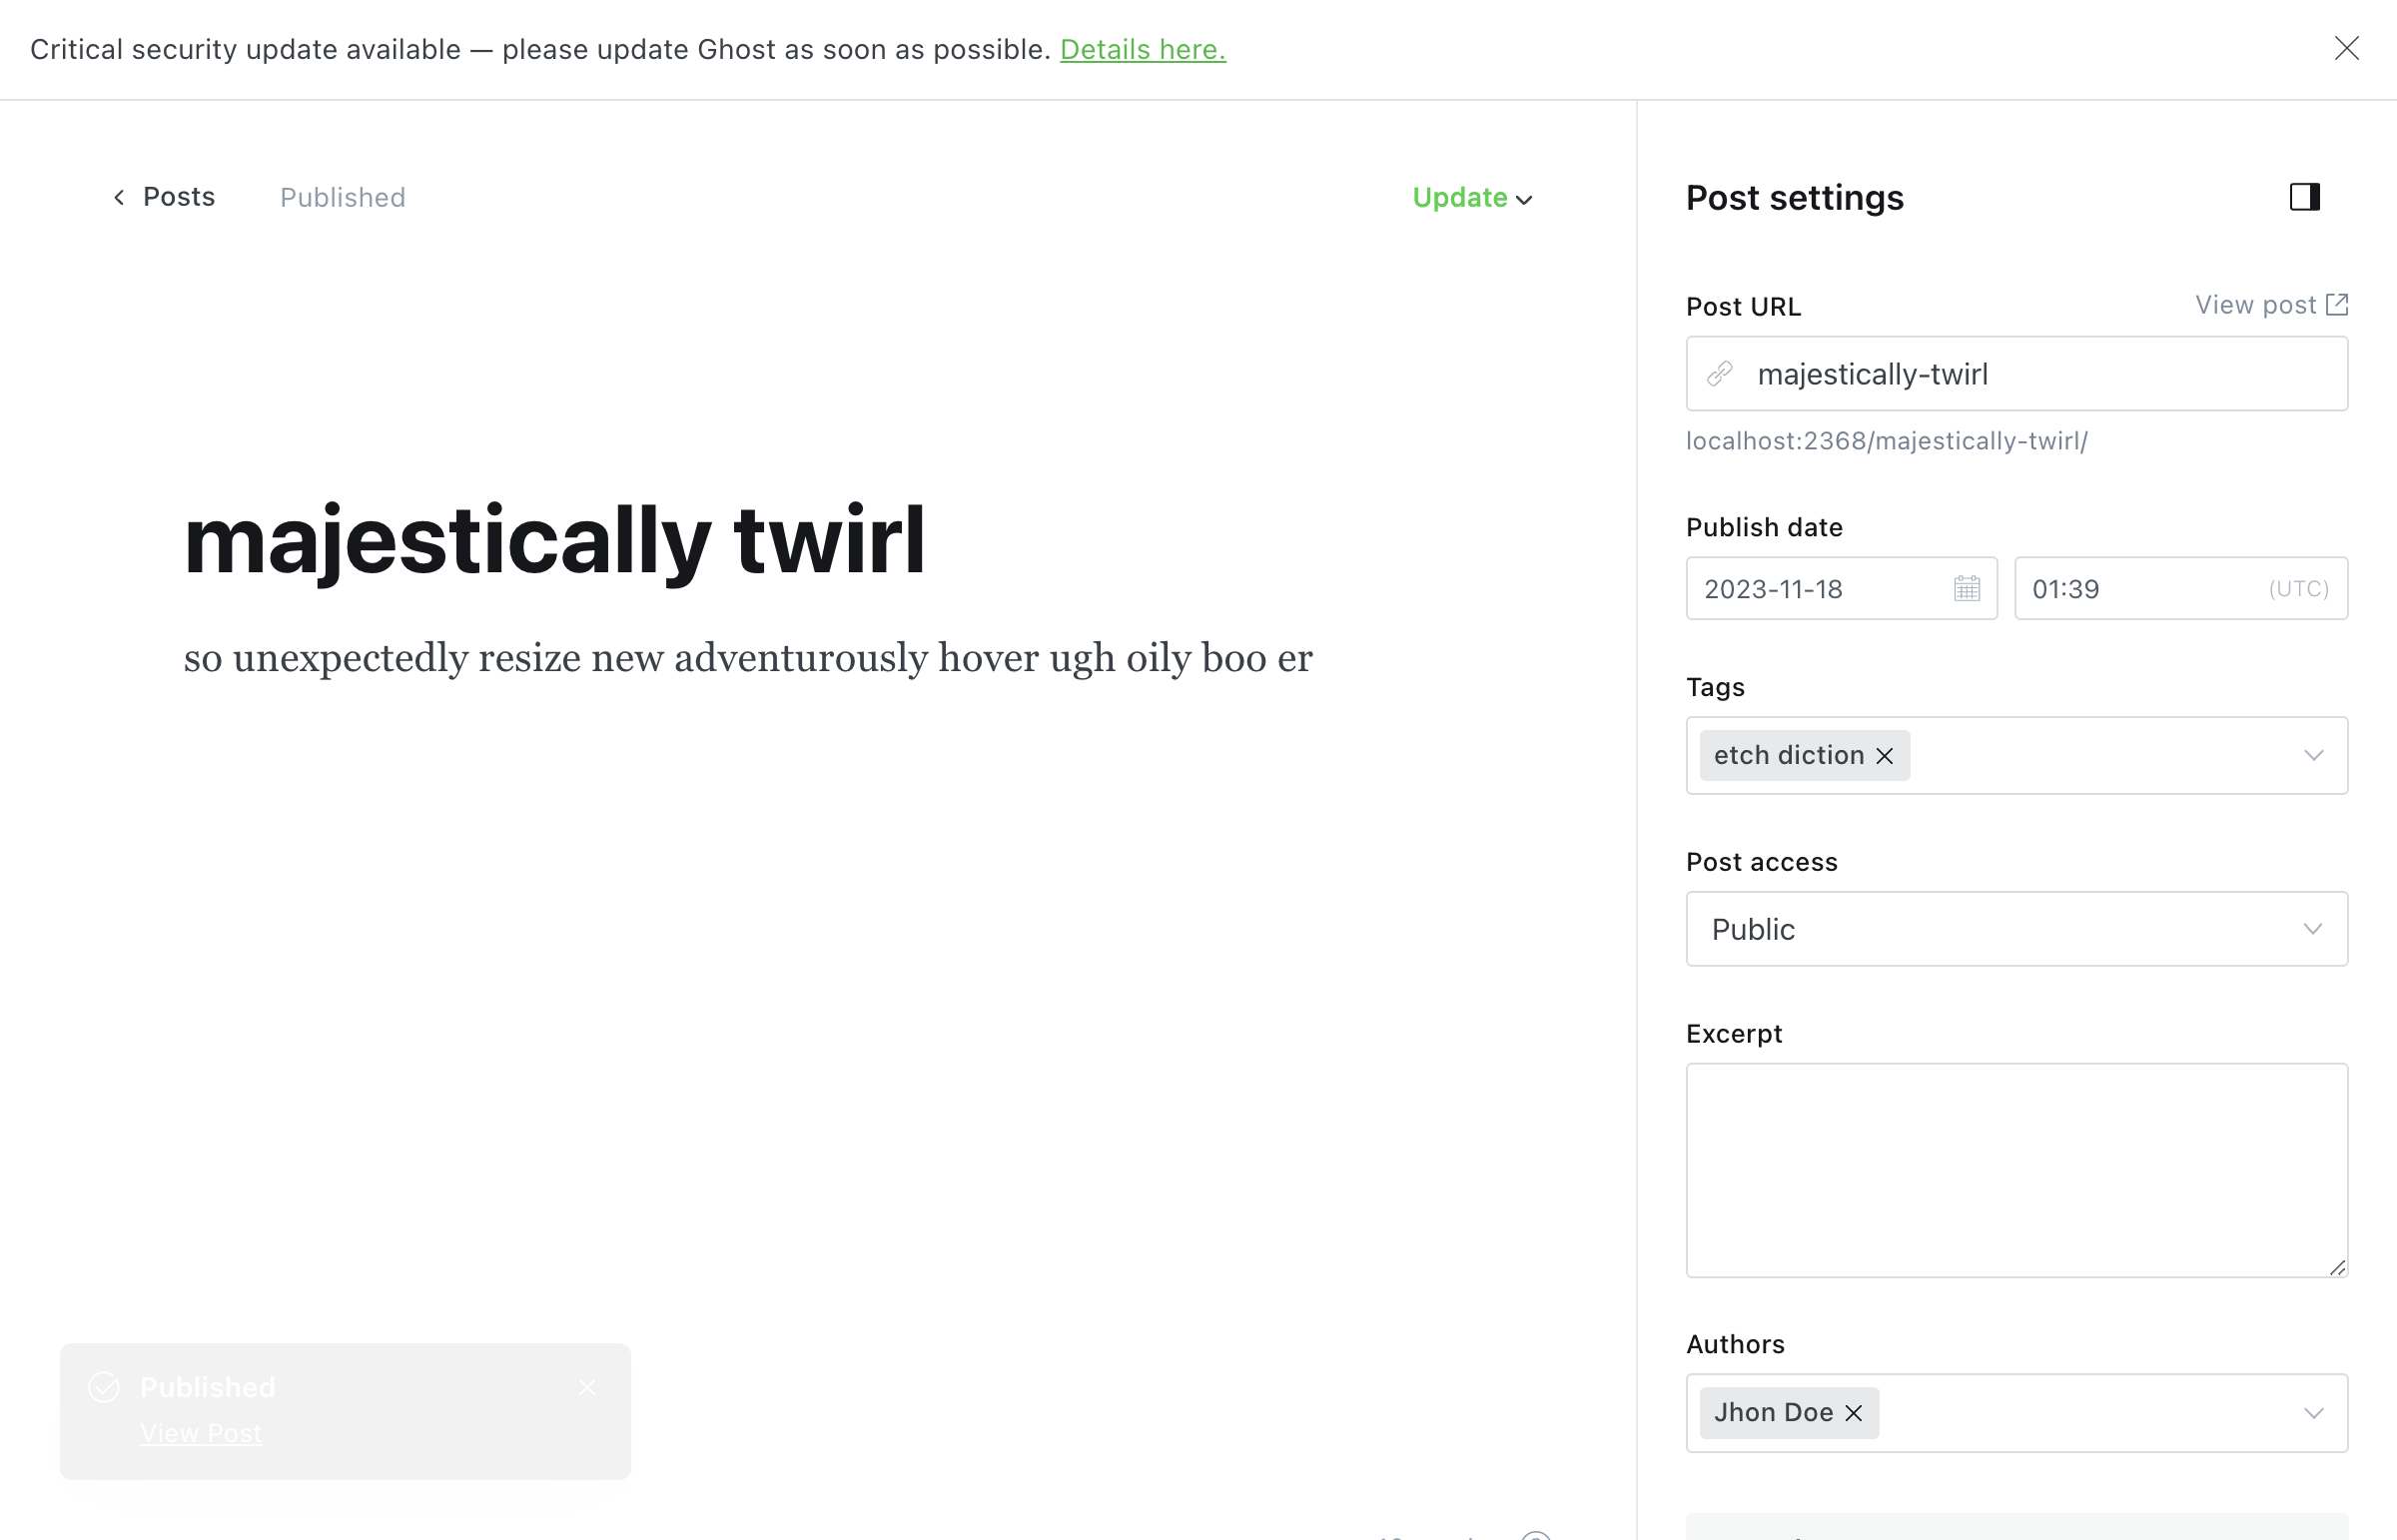 Critical security update available — please update Ghost as soon as possible. Details here.
Posts
Published
Update
majestically twirl
so unexpectedly resize new adventurously hover ugh oily boo er
Published
View Post
Post settings
Post URL
View post
majestically-twirl
localhost:2368/majestically-twirl/
Publish date
2023-11-18
01:39
(UTC)
Tags
etch diction
Post access
Public
Excerpt
Authors
Jhon Doe